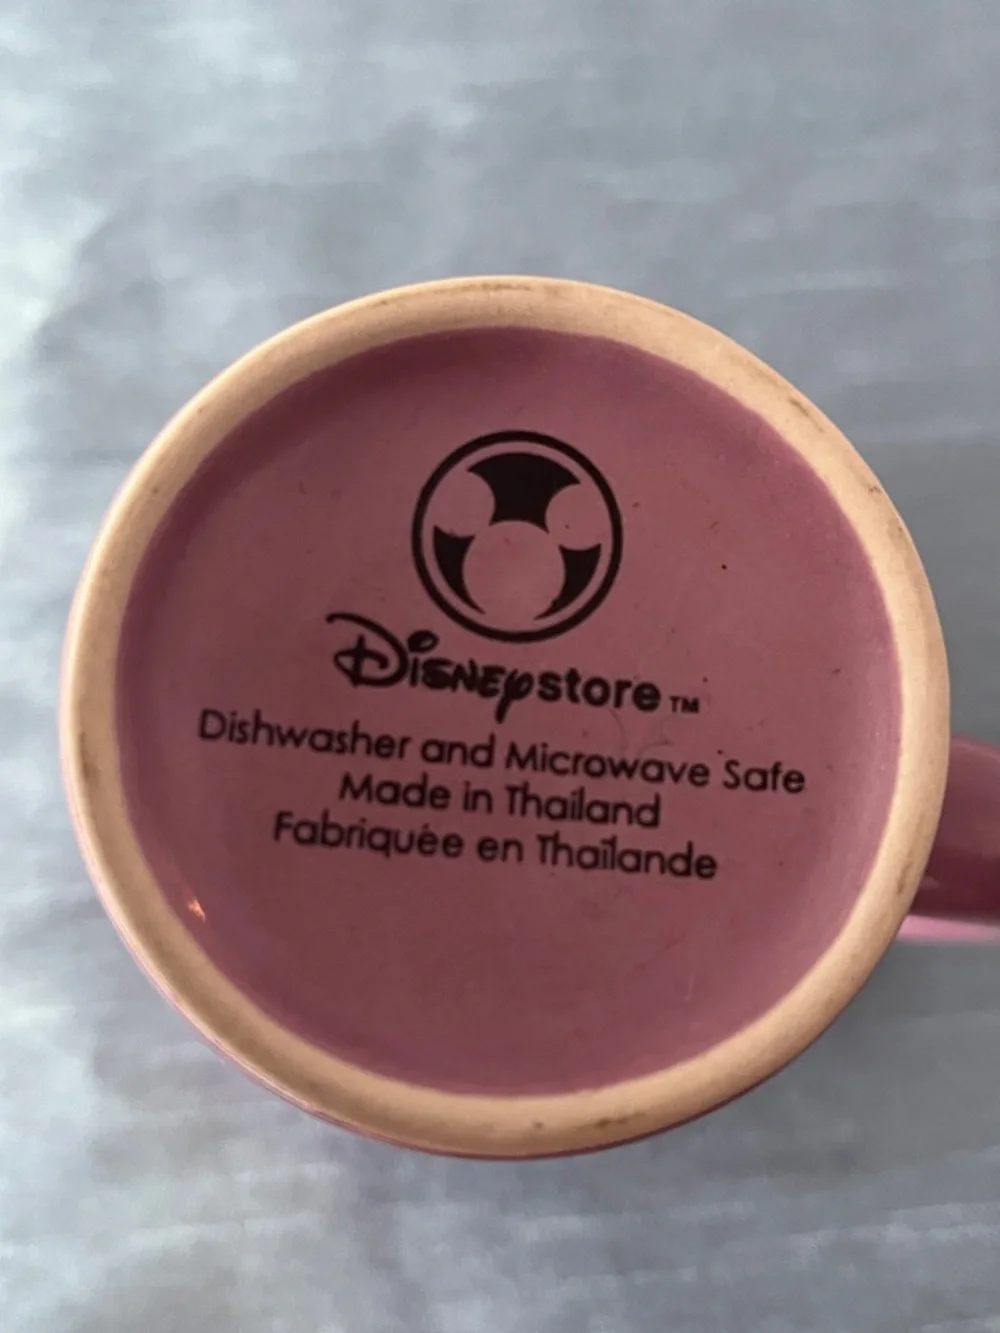 Disneystore™
Dishwasher and Microwave Safe
Made in Thailand
Fabriquée en Thaïlande